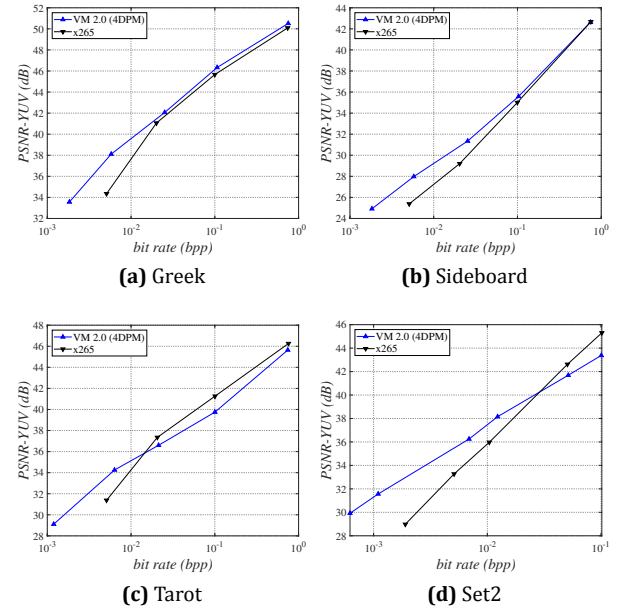 52
50
48
46
44
42
40
38
36
34
32
PSNR-YUV (dB)
VM 2.0 (4DPM)
x265
10-3
10-2
10-1
100
bit rate (bpp)
(a) Greek
44
42
40
38
36
34
32
30
28
26
24
PSNR-YUV (dB)
VM 2.0 (4DPM)
x265
10-3
10-2
10-1
100
bit rate (bpp)
(b) Sideboard
48
46
44
42
40
38
36
34
32
30
28
PSNR-YUV (dB)
VM 2.0 (4DPM)
x265
10-3
10-2
10-1
100
bit rate (bpp)
(c) Tarot
46
44
42
40
38
36
34
32
30
28
PSNR-YUV (dB)
VM 2.0 (4DPM)
x265
10-3
10-2
10-1
bit rate (bpp)
(d) Set2